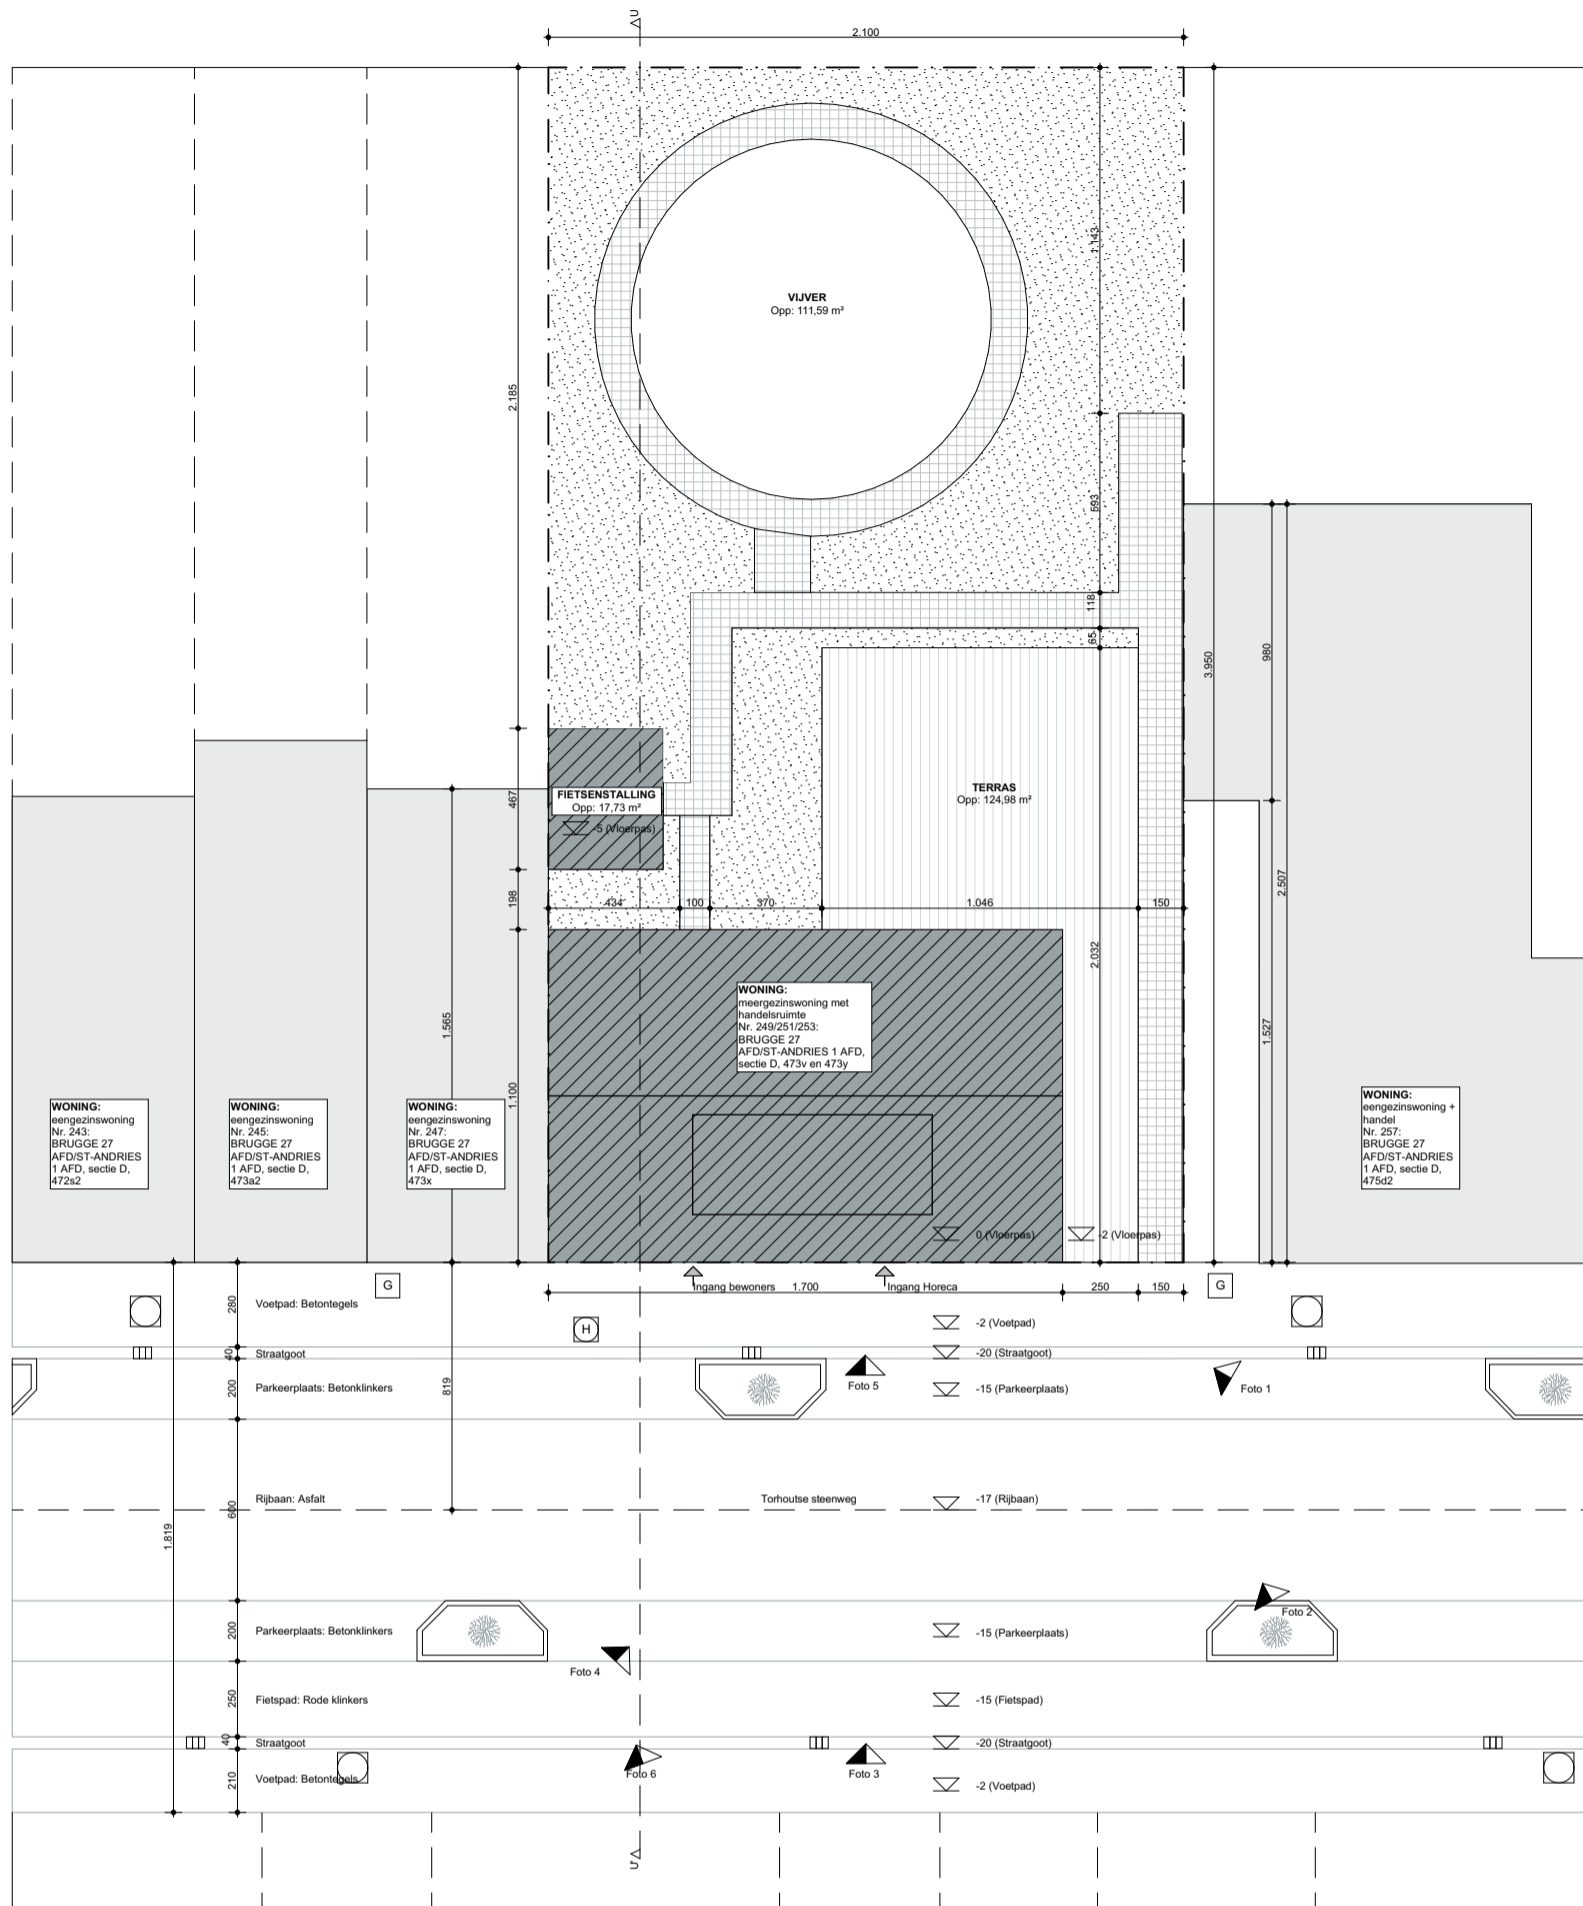 U
2.100
1.143
VIJVER
Opp: 111,59 m²
2.185
593
118
65
3.950
980
2.507
467
FIETSENSTALLING
Opp: 17,73 m²
-5 (Vloerpas)
TERRAS
Opp: 124,98 m²
198
434
100
370
1.046
150
2.032
1.527
1.565
1.100
WONING:
meergezinswoning met
handelsruimte
Nr. 249/251/253:
BRUGGE 27
AFD/ST-ANDRIES 1 AFD,
sectie D, 473v en 473y
WONING:
eengezinswoning
Nr. 243:
BRUGGE 27
AFD/ST-ANDRIES
1 AFD, sectie D,
472s2
WONING:
eengezinswoning
Nr. 245:
BRUGGE 27
AFD/ST-ANDRIES
1 AFD, sectie D,
473a2
WONING:
eengezinswoning
Nr. 247:
BRUGGE 27
AFD/ST-ANDRIES
1 AFD, sectie D,
473x
WONING:
eengezinswoning +
handel
Nr. 257:
BRUGGE 27
AFD/ST-ANDRIES
1 AFD, sectie D,
475d2
0 (Vloerpas)
-2 (Vloerpas)
G
Ingang bewoners
1.700
Ingang Horeca
250
150
G
280
Voetpad: Betontegels
H
-2 (Voetpad)
40
Straatgoot
-20 (Straatgoot)
200
Parkeerplaats: Betonklinkers
819
Foto 5
-15 (Parkeerplaats)
Foto 1
600
Rijbaan: Asfalt
Torhoutse steenweg
-17 (Rijbaan)
1.819
Foto 2
200
Parkeerplaats: Betonklinkers
-15 (Parkeerplaats)
Foto 4
250
Fietspad: Rode klinkers
-15 (Fietspad)
40
Straatgoot
-20 (Straatgoot)
210
Voetpad: Betontegels
Foto 6
Foto 3
-2 (Voetpad)
U'